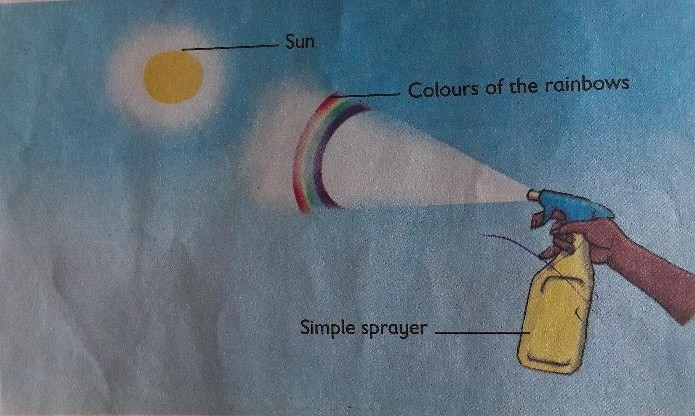 Sun
Colours of the rainbows
Simple sprayer